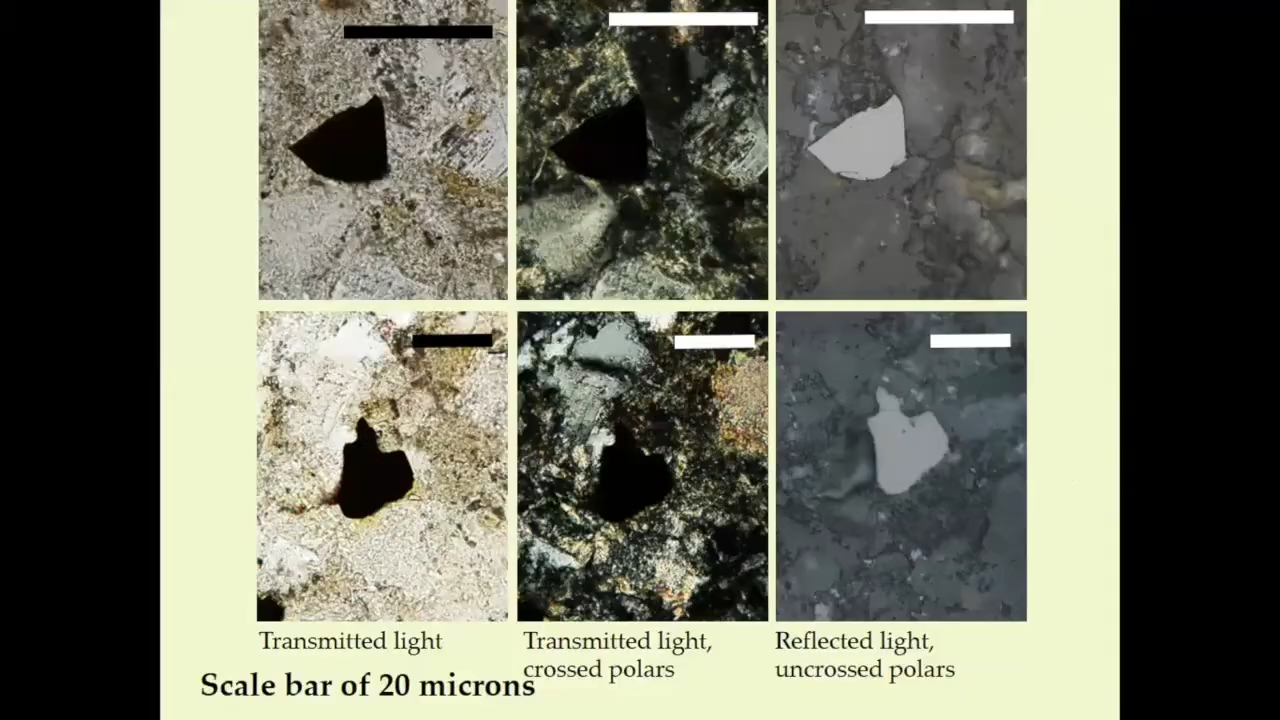 Transmitted light
Transmitted light,
crossed polars
Reflected light,
uncrossed polars
Scale bar of 20 microns